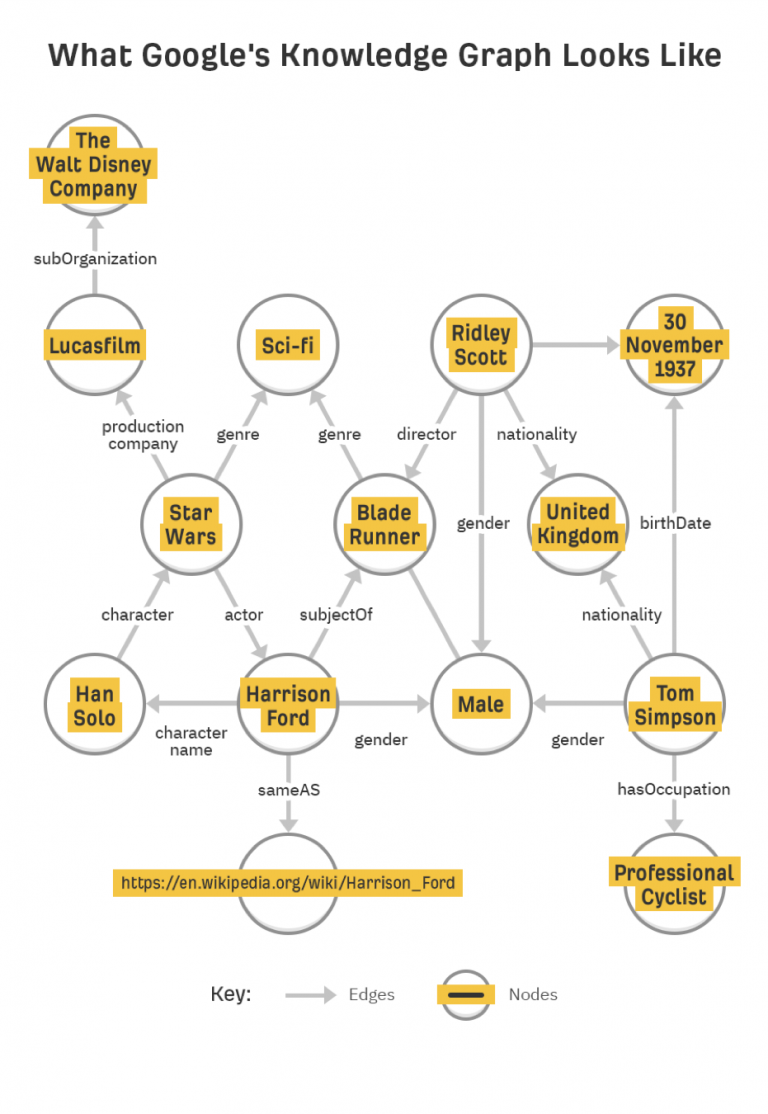 What Google's Knowledge Graph Looks Like
The
Walt Disney
Company
subOrganization
Lucasfilm
Sci-fi
Ridley
Scott
30
November
1937
production
company
genre
genre
director
nationality
Star
Wars
Blade
Runner
gender
United
Kingdom
birthDate
character
actor
subjectOf
nationality
Han
Solo
Harrison
Ford
Male
Tom
Simpson
character
name
gender
gender
sameAS
hasOccupation
https://en.wikipedia.org/wiki/Harrison_Ford
Professional
Cyclist
Key:
Edges
Nodes